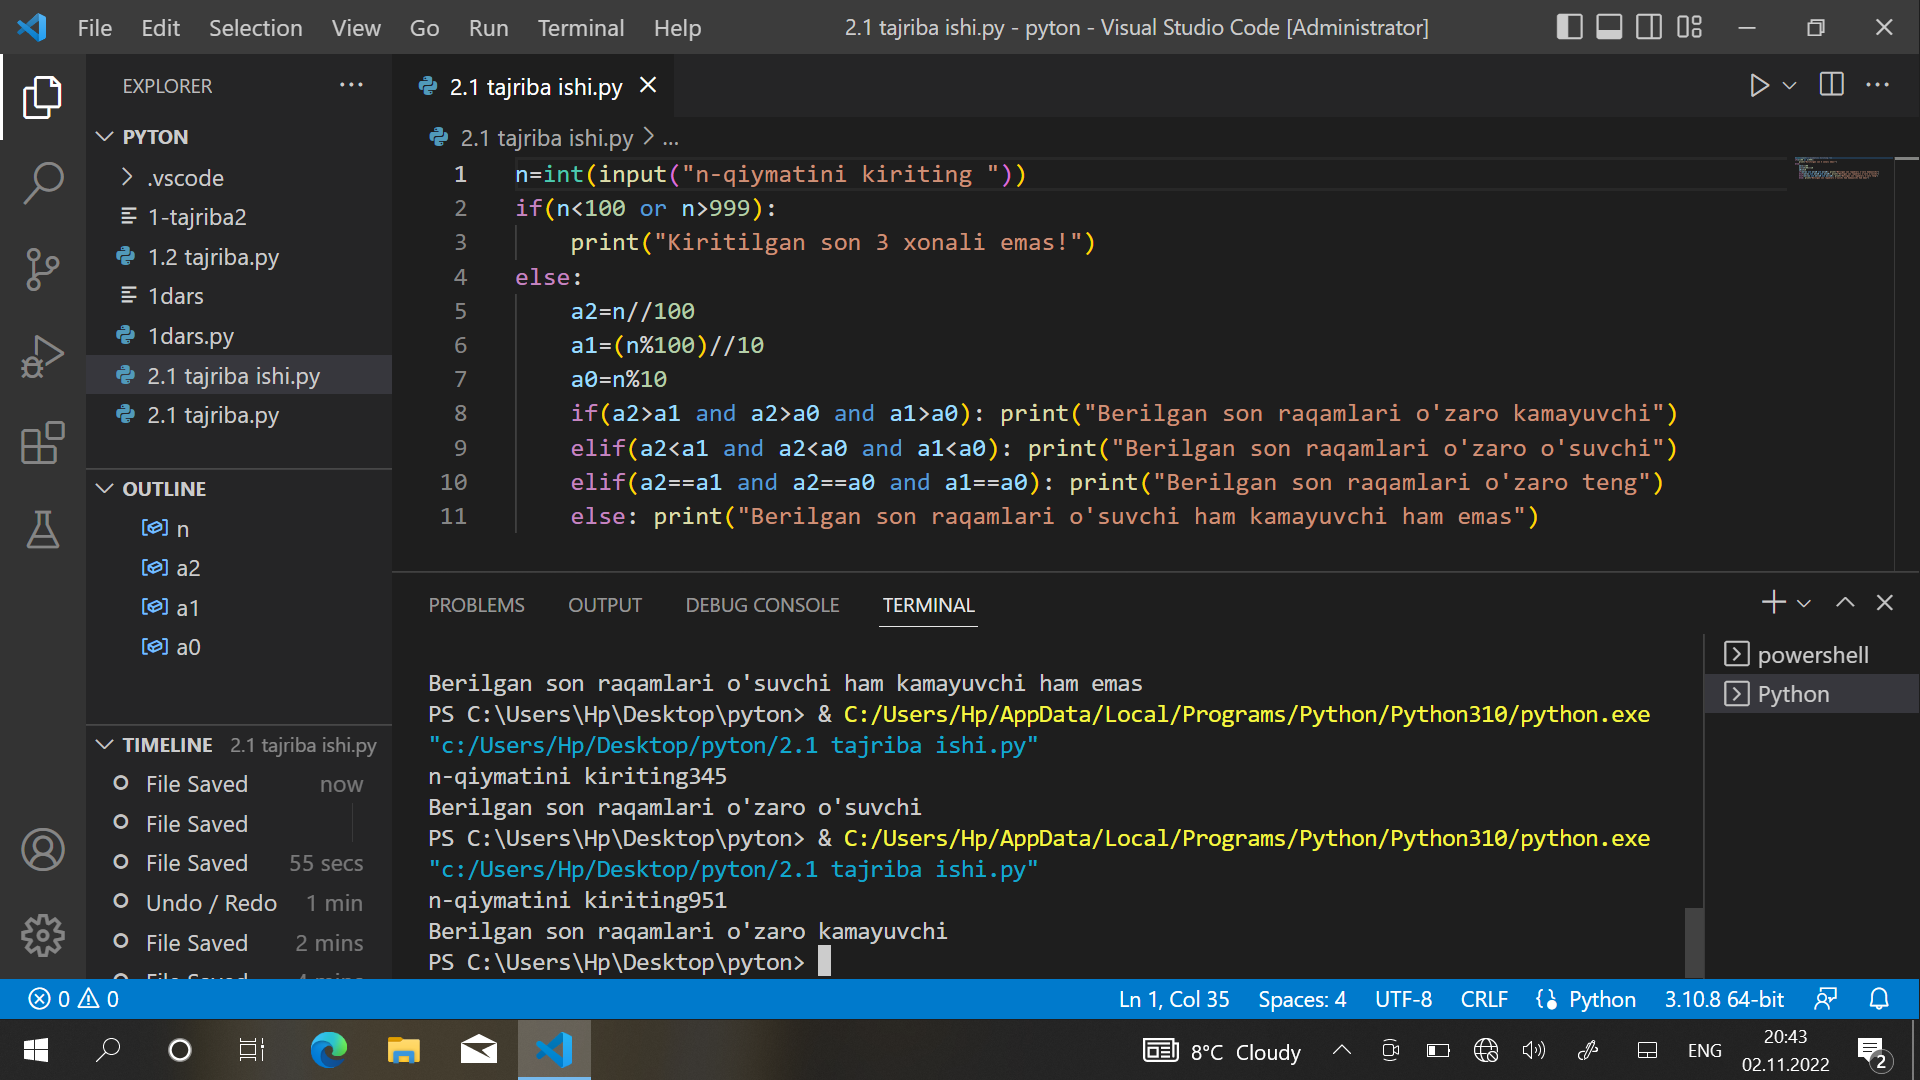 File Edit Selection View Go Run Terminal Help 2.1 tajriba ishi.py - pyton - Visual Studio Code [Administrator]
EXPLORER
PYTON
.vscode
1-tajriba2
1.2 tajriba.py
1dars
1dars.py
2.1 tajriba ishi.py
2.1 tajriba.py
OUTLINE
n
a2
a1
a0
TIMELINE 2.1 tajriba ishi.py
File Saved now
File Saved
File Saved 55 secs
Undo / Redo 1 min
File Saved 2 mins
File Saved 4 mins
2.1 tajriba ishi.py
2.1 tajriba ishi.py > ...
1 n=int(input("n-qiymatini kiriting "))
2 if(n<100 or n>999):
3     print("Kiritilgan son 3 xonali emas!")
4 else:
5     a2=n//100
6     a1=(n%100)//10
7     a0=n%10
8     if(a2>a1 and a2>a0 and a1>a0): print("Berilgan son raqamlari o'zaro kamayuvchi")
9     elif(a2<a1 and a2<a0 and a1<a0): print("Berilgan son raqamlari o'zaro o'suvchi")
10     elif(a2==a1 and a2==a0 and a1==a0): print("Berilgan son raqamlari o'zaro teng")
11     else: print("Berilgan son raqamlari o'suvchi ham kamayuvchi ham emas")
PROBLEMS OUTPUT DEBUG CONSOLE TERMINAL
Berilgan son raqamlari o'suvchi ham kamayuvchi ham emas
PS C:\Users\Hp\Desktop\pyton> & C:/Users/Hp/AppData/Local/Programs/Python/Python310/python.exe
"c:/Users/Hp/Desktop/pyton/2.1 tajriba ishi.py"
n-qiymatini kiriting345
Berilgan son raqamlari o'zaro o'suvchi
PS C:\Users\Hp\Desktop\pyton> & C:/Users/Hp/AppData/Local/Programs/Python/Python310/python.exe
"c:/Users/Hp/Desktop/pyton/2.1 tajriba ishi.py"
n-qiymatini kiriting951
Berilgan son raqamlari o'zaro kamayuvchi
PS C:\Users\Hp\Desktop\pyton>
powershell
Python
0 0 Ln 1, Col 35 Spaces: 4 UTF-8 CRLF Python 3.10.8 64-bit
8°C Cloudy ENG 20:43
02.11.2022
2